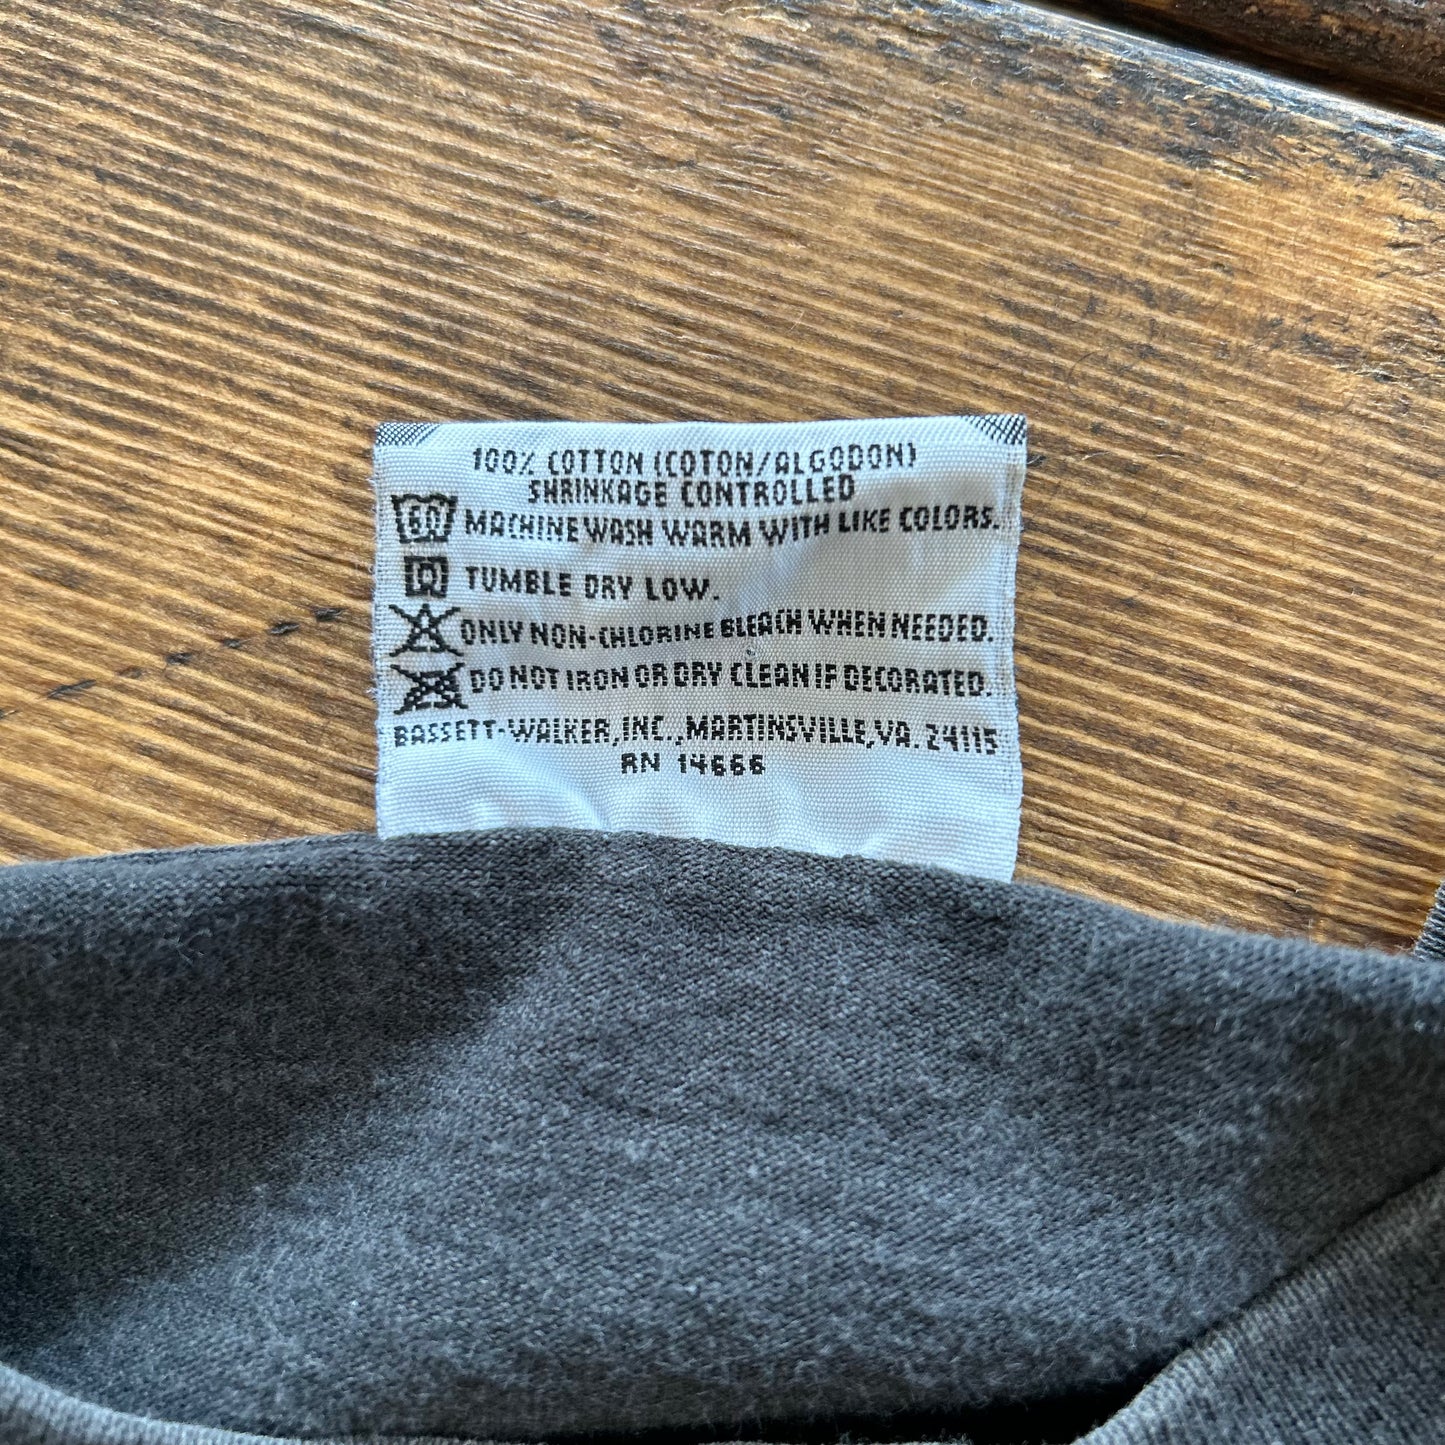 100% COTTON (COTON/ALGODON)
SHRINKAGE CONTROLLED
60 MACHINE WASH WARM WITH LIKE COLORS.
TUMBLE DRY LOW.
ONLY NON-CHLORINE BLEACH WHEN NEEDED.
DO NOT IRON OR DRY CLEAN IF DECORATED.
BASSETT-WALKER, INC., MARTINSVILLE, VA. 24115
RN 14666